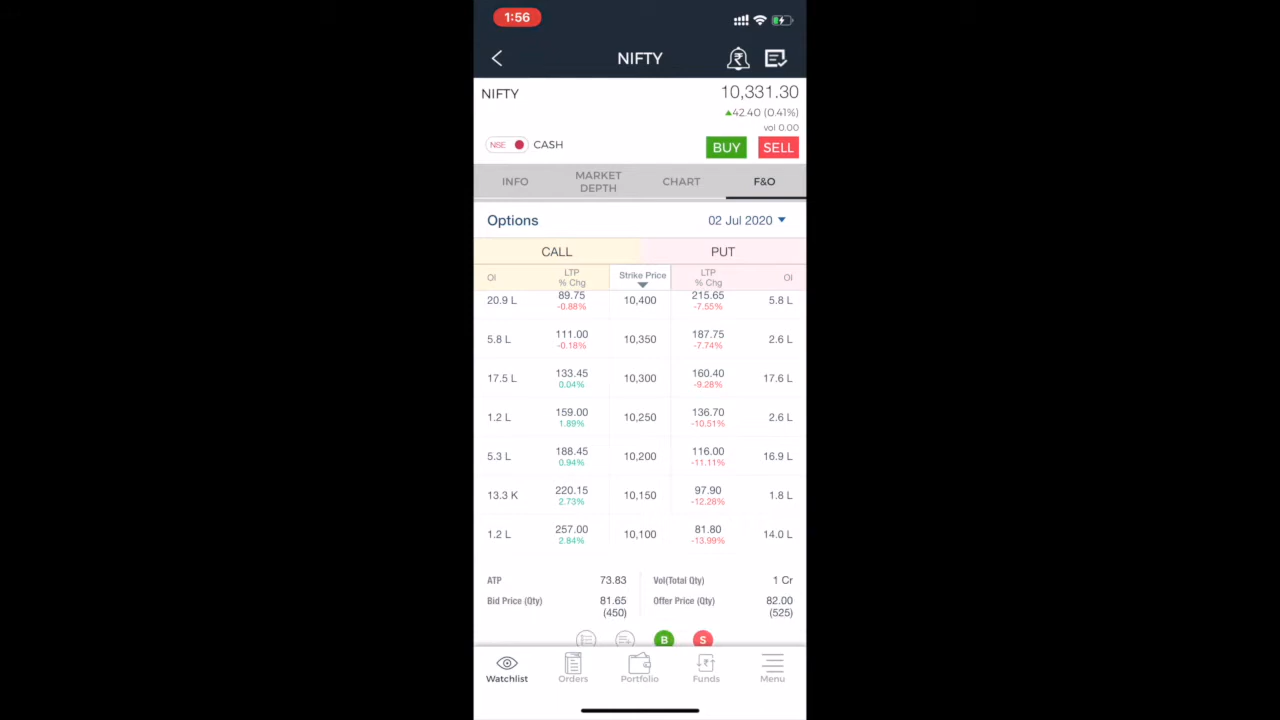 1:56
NIFTY
NIFTY 10,331.30
42.40 (0.41%)
vol 0.00
NSE CASH BUY SELL
INFO MARKET DEPTH CHART F&O
Options 02 Jul 2020
CALL PUT
OI LTP % Chg Strike Price LTP % Chg OI
20.9 L 89.75 10,400 215.65 5.8 L
-0.88% -7.55%
5.8 L 111.00 10,350 187.75 2.6 L
-0.18% -7.74%
17.5 L 133.45 10,300 160.40 17.6 L
0.04% -9.28%
1.2 L 159.00 10,250 136.70 2.6 L
1.89% -10.51%
5.3 L 188.45 10,200 116.00 16.9 L
0.94% -11.11%
13.3 K 220.15 10,150 97.90 1.8 L
2.73% -12.28%
1.2 L 257.00 10,100 81.80 14.0 L
2.84% -13.99%
ATP 73.83 Vol(Total Qty) 1 Cr
Bid Price (Qty) 81.65 Offer Price (Qty) 82.00
(450) (525)
B S
Watchlist Orders Portfolio Funds Menu